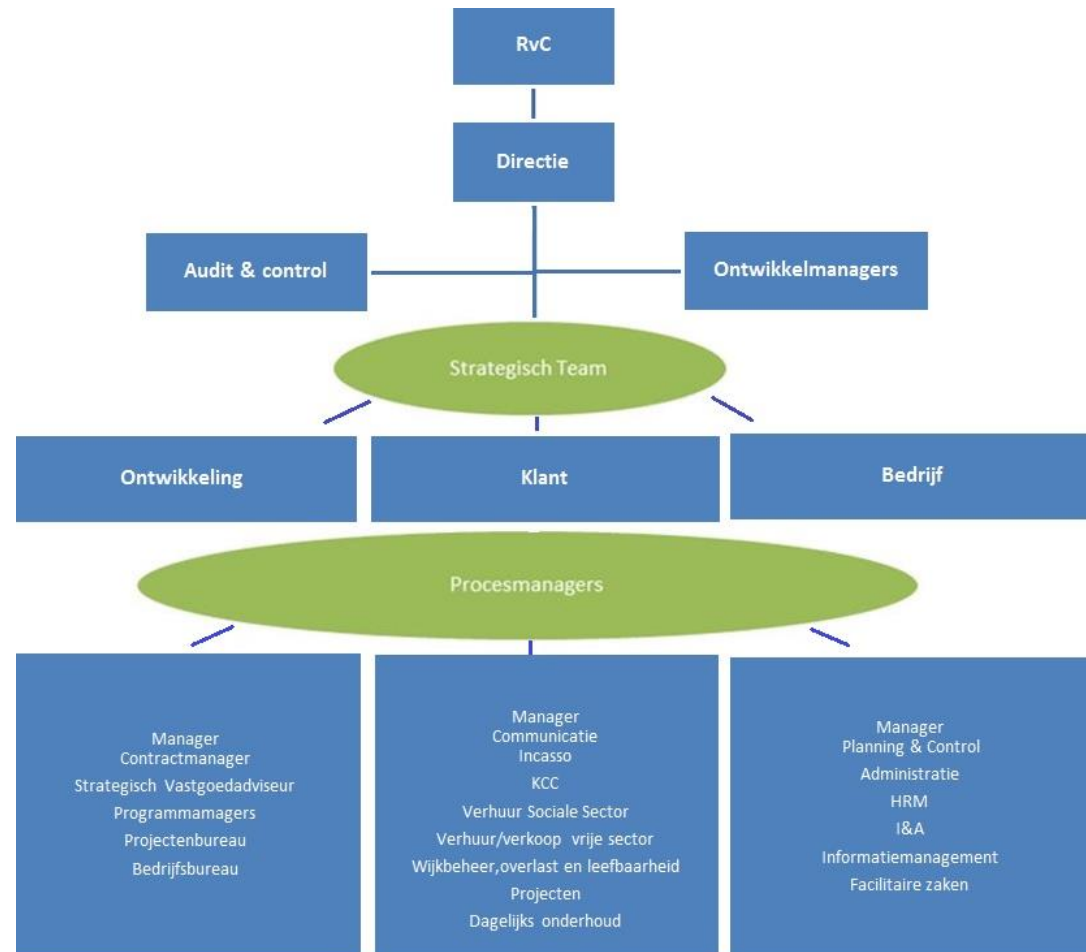 RvC
Directie
Audit & control
Ontwikkelmanagers
Strategisch Team
Ontwikkeling
Klant
Bedrijf
Procesmanagers
Manager
Contractmanager
Strategisch Vastgoedadviseur
Programmamagers
Projectenbureau
Bedrijfsbureau
Manager
Communicatie
Incasso
KCC
Verhuur Sociale Sector
Verhuur/verkoop vrije sector
Wijkbeheer,overlast en leefbaarheid
Projecten
Dagelijks onderhoud
Manager
Planning & Control
Administratie
HRM
I&A
Informatiemanagement
Facilitaire zaken